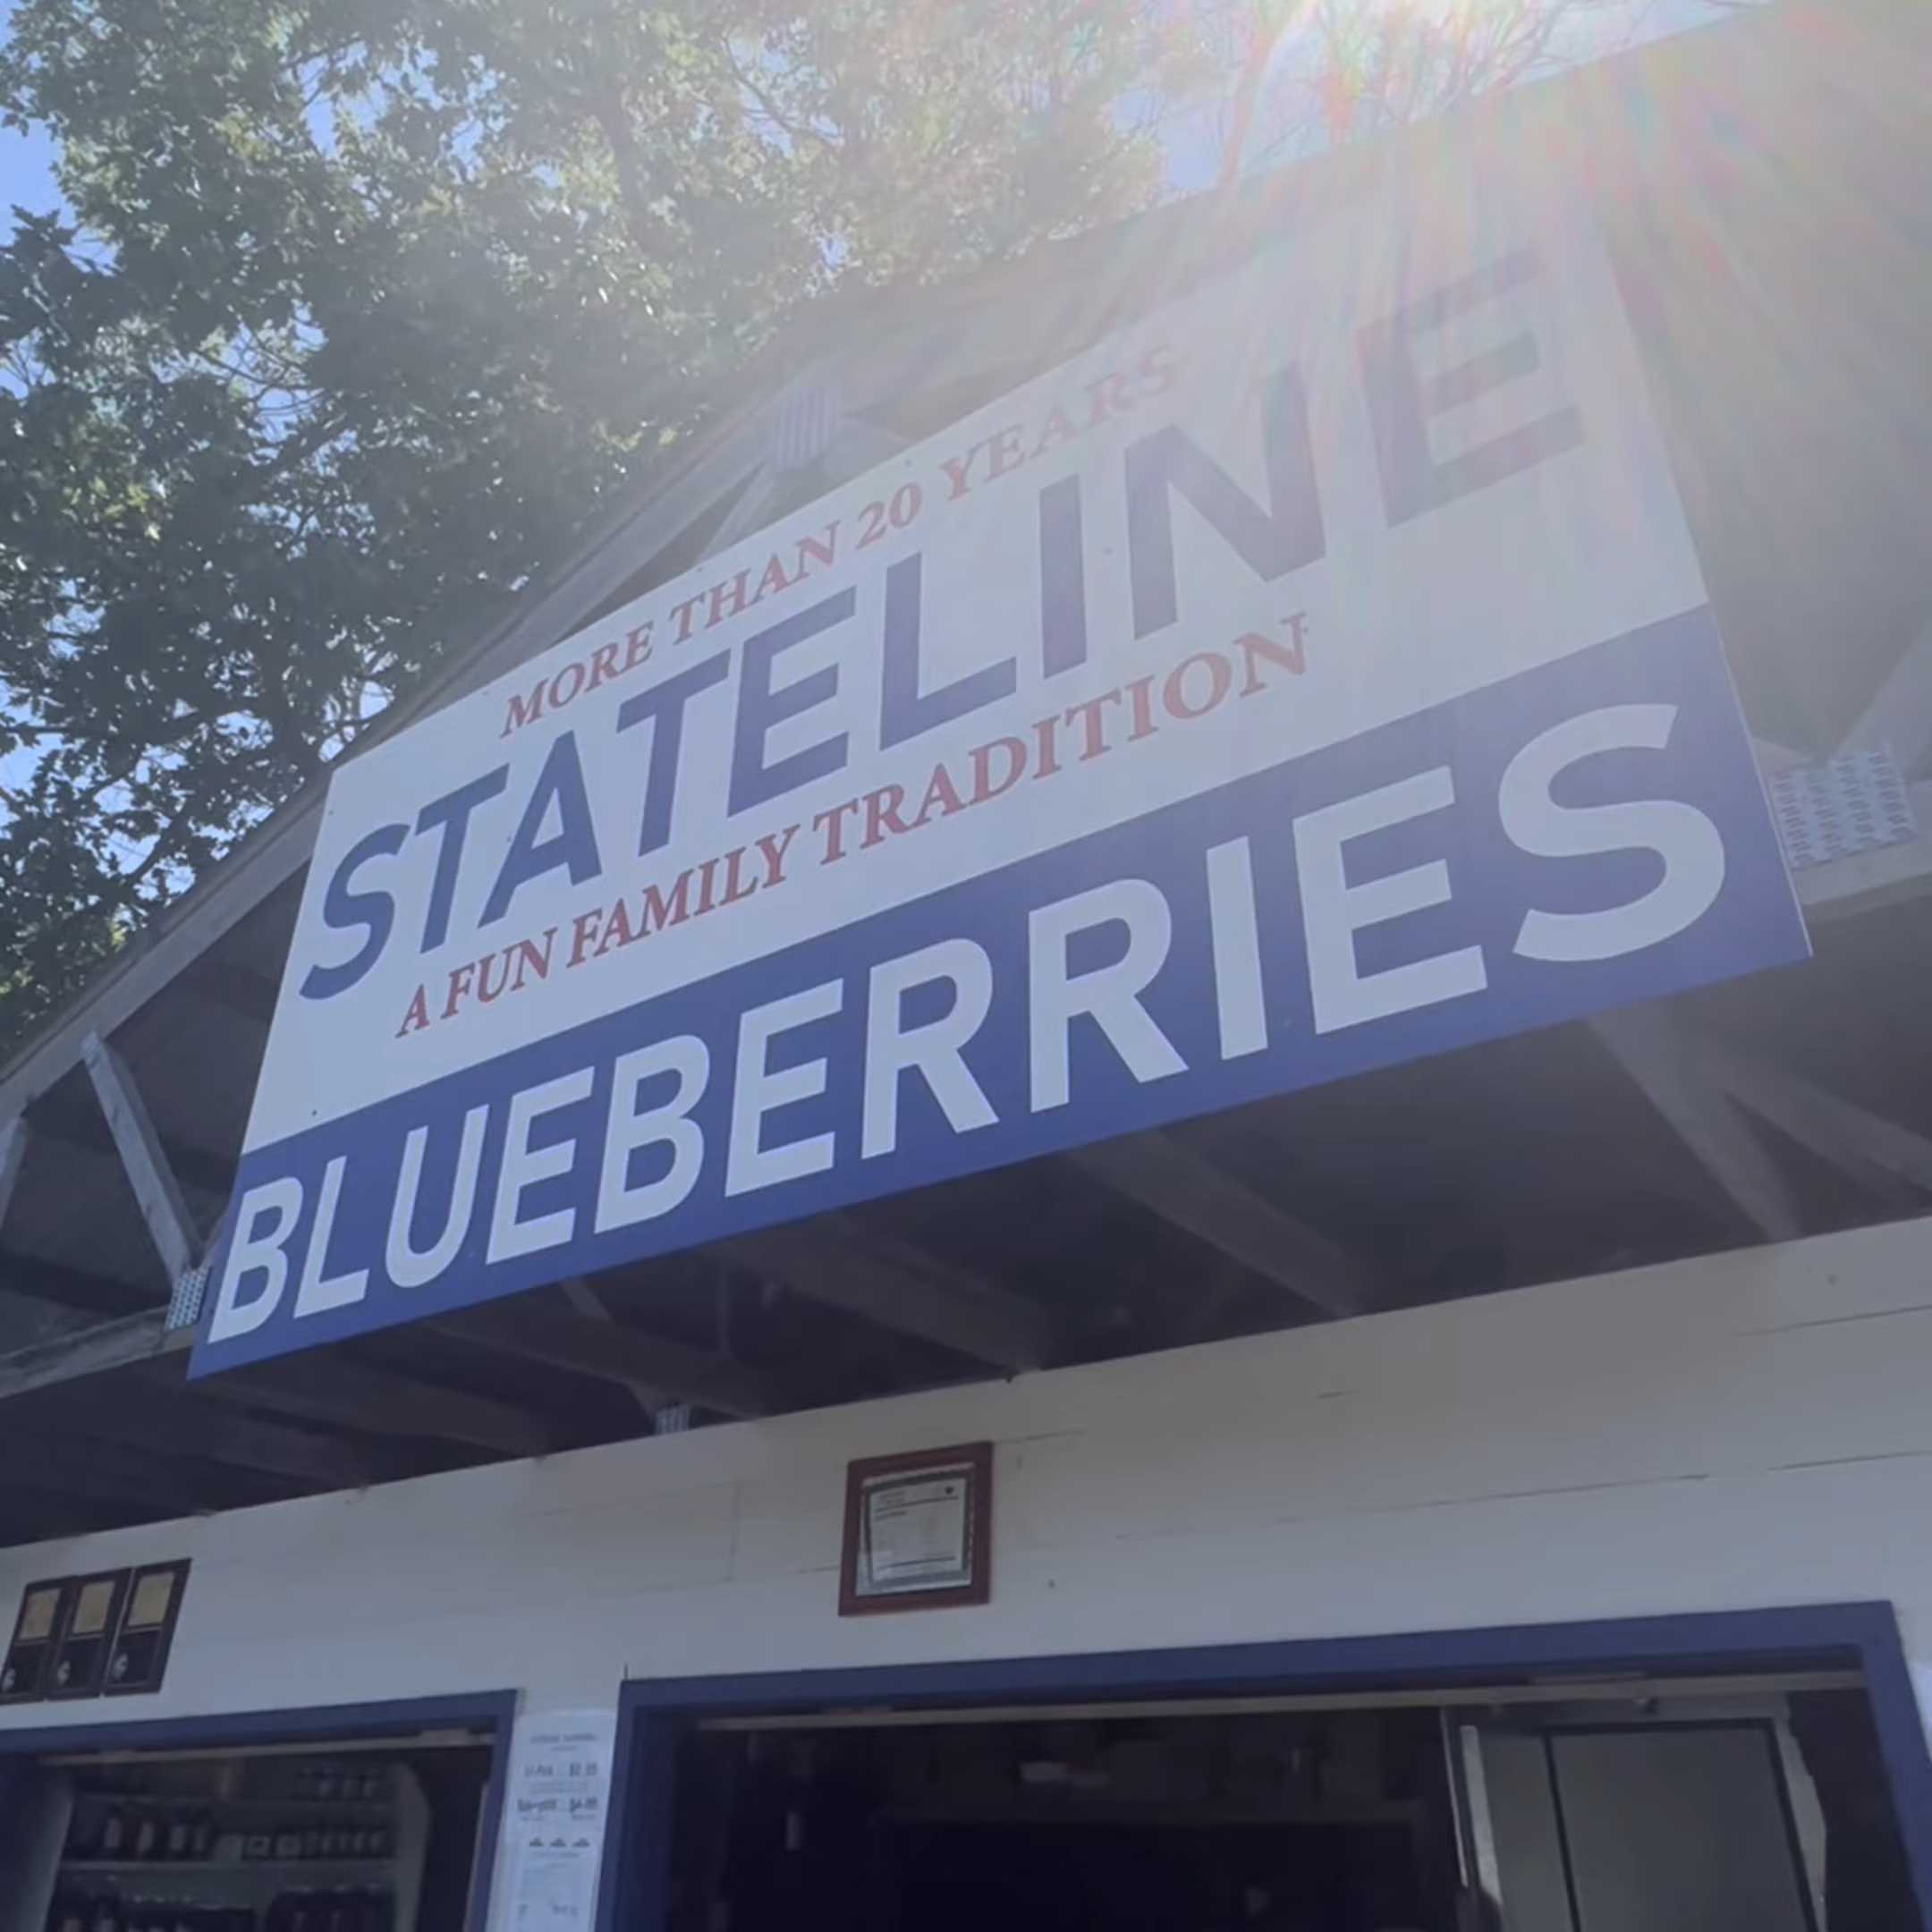 MORE THAN 20 YEARS
STATELINE
A FUN FAMILY TRADITION
BLUEBERRIES